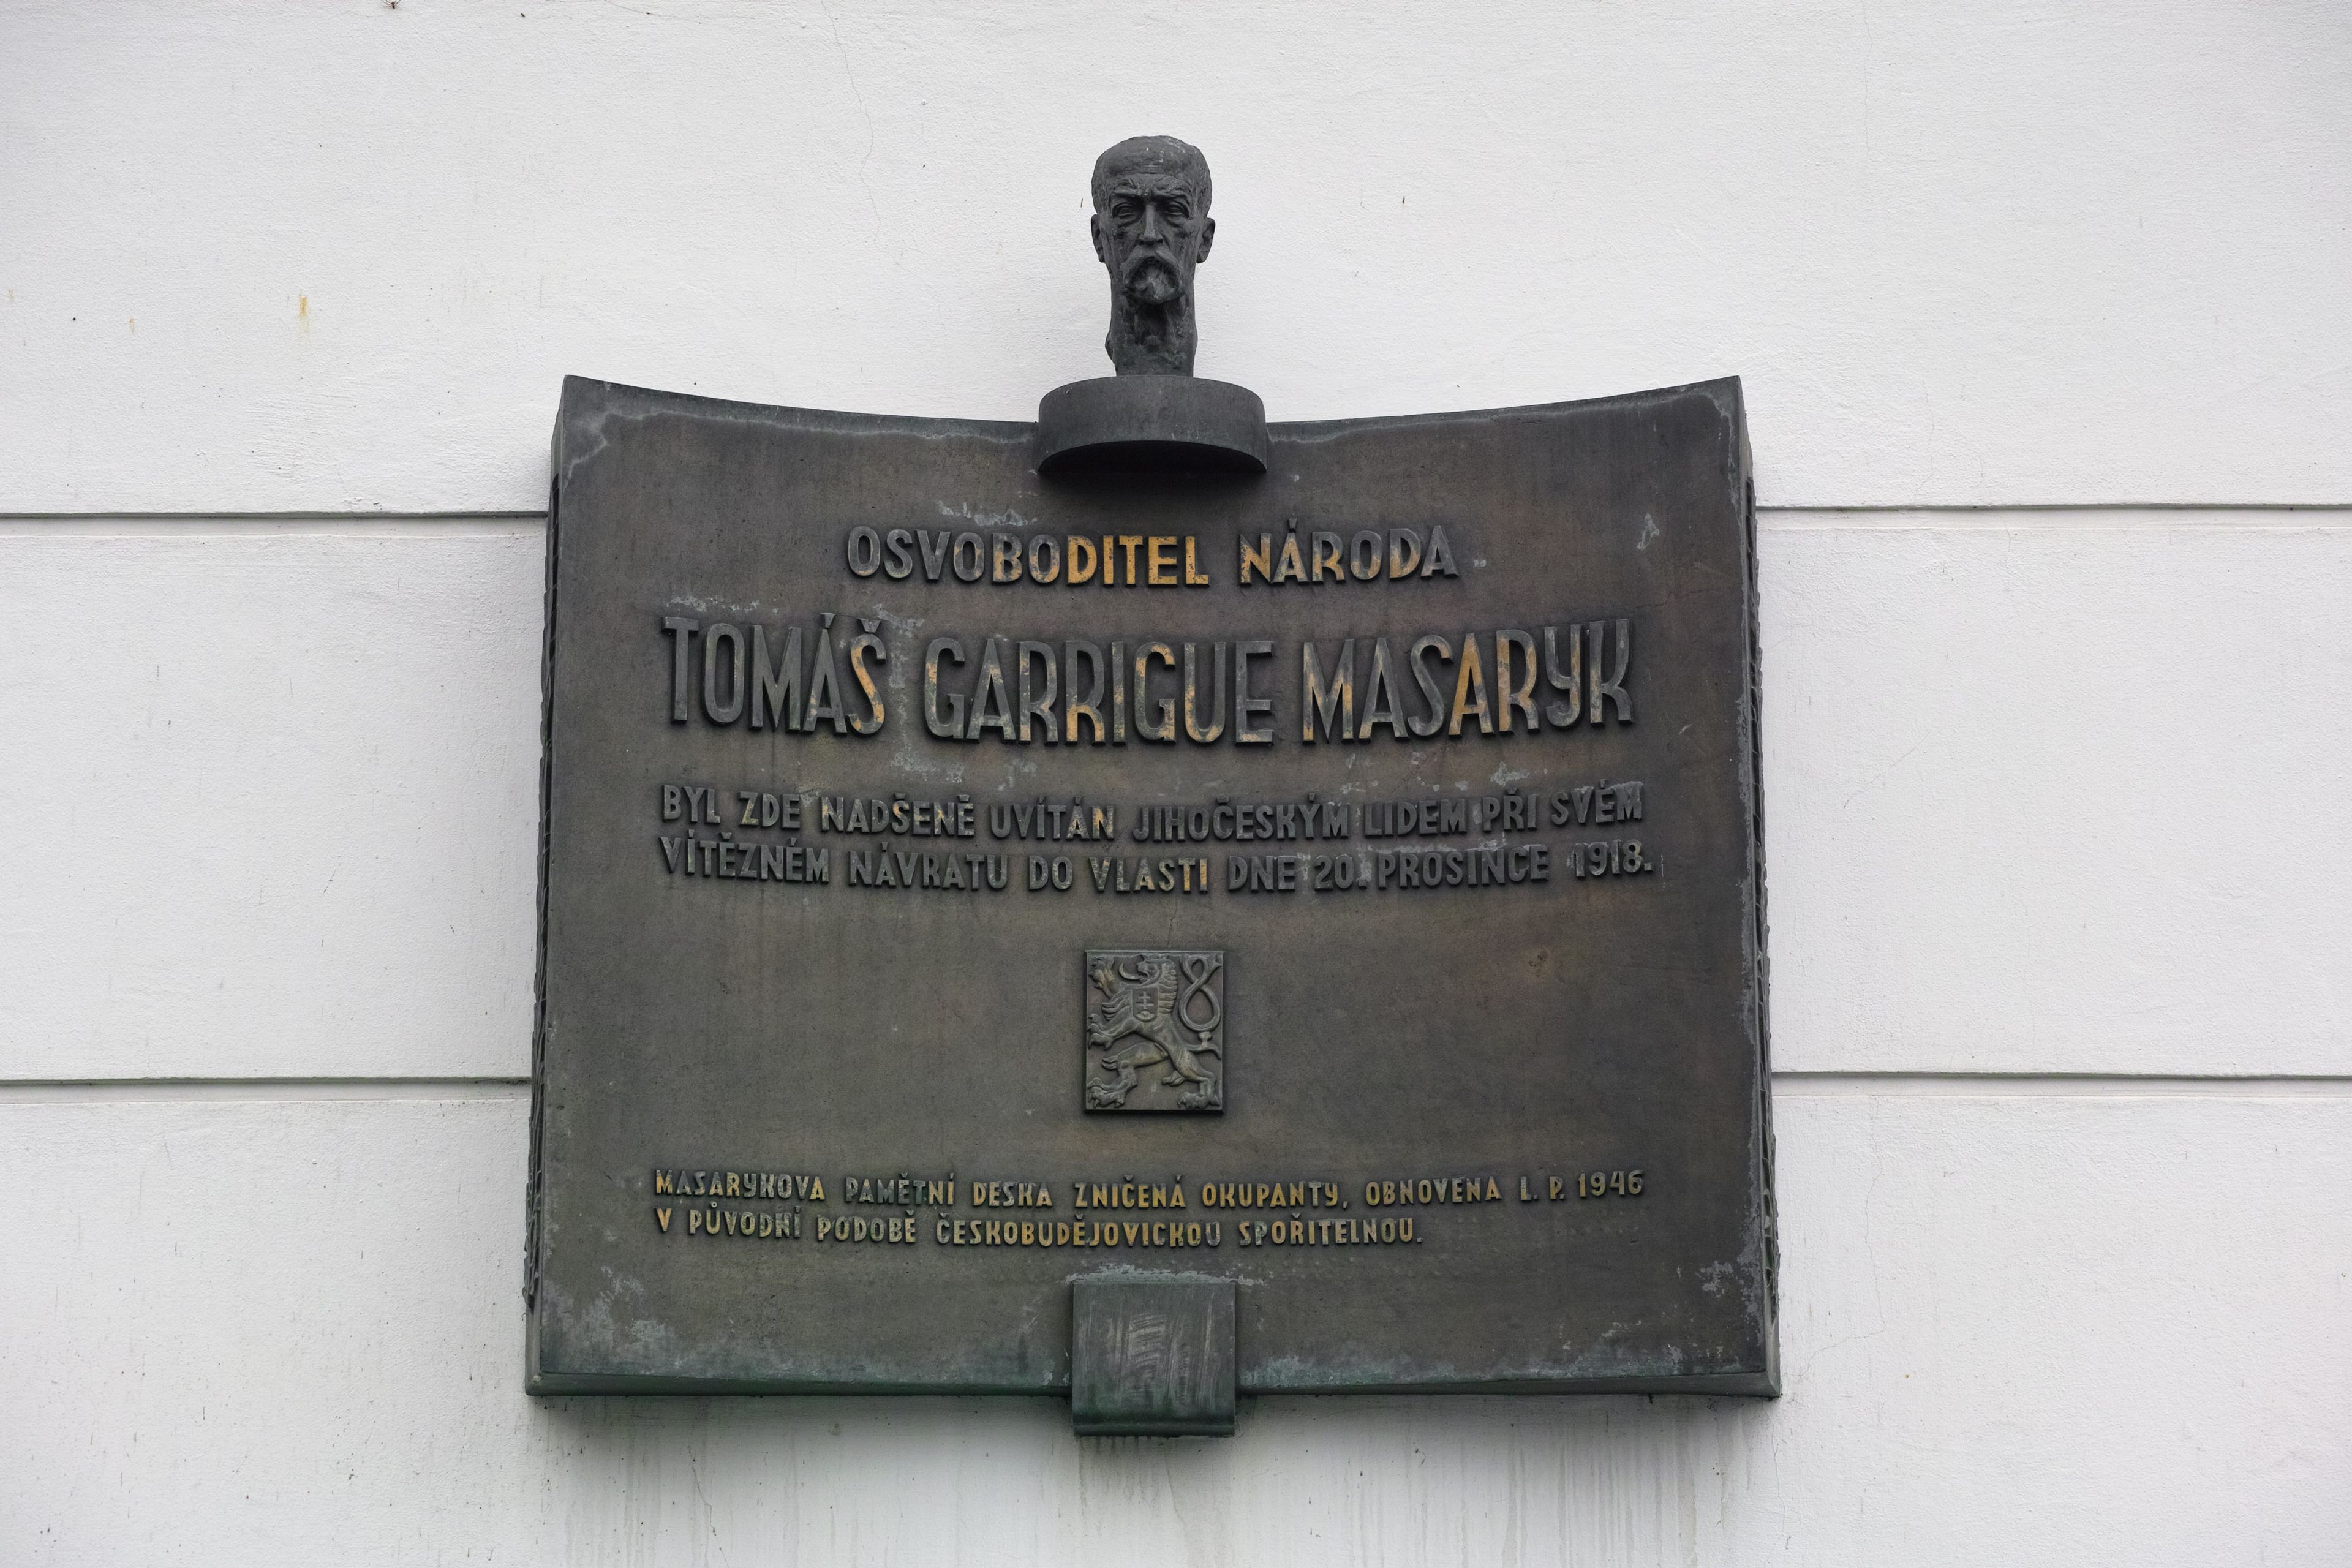 OSVOBODITEL NÁRODA
TOMÁŠ GARRIGUE MASARYK
BYL ZDE NADŠENĚ UVÍTÁN JIHOČESKÝM LIDEM PŘI SVÉM
VÍTĚZNÉM NÁVRATU DO VLASTI DNE 20. PROSINCE 1918.
MASARYKOVA PAMĚTNÍ DESKA ZNIČENÁ OKUPANTY, OBNOVENA L. P. 1946
V PŮVODNÍ PODOBĚ ČESKOBUDĚJOVICKOU SPOŘITELNOU.